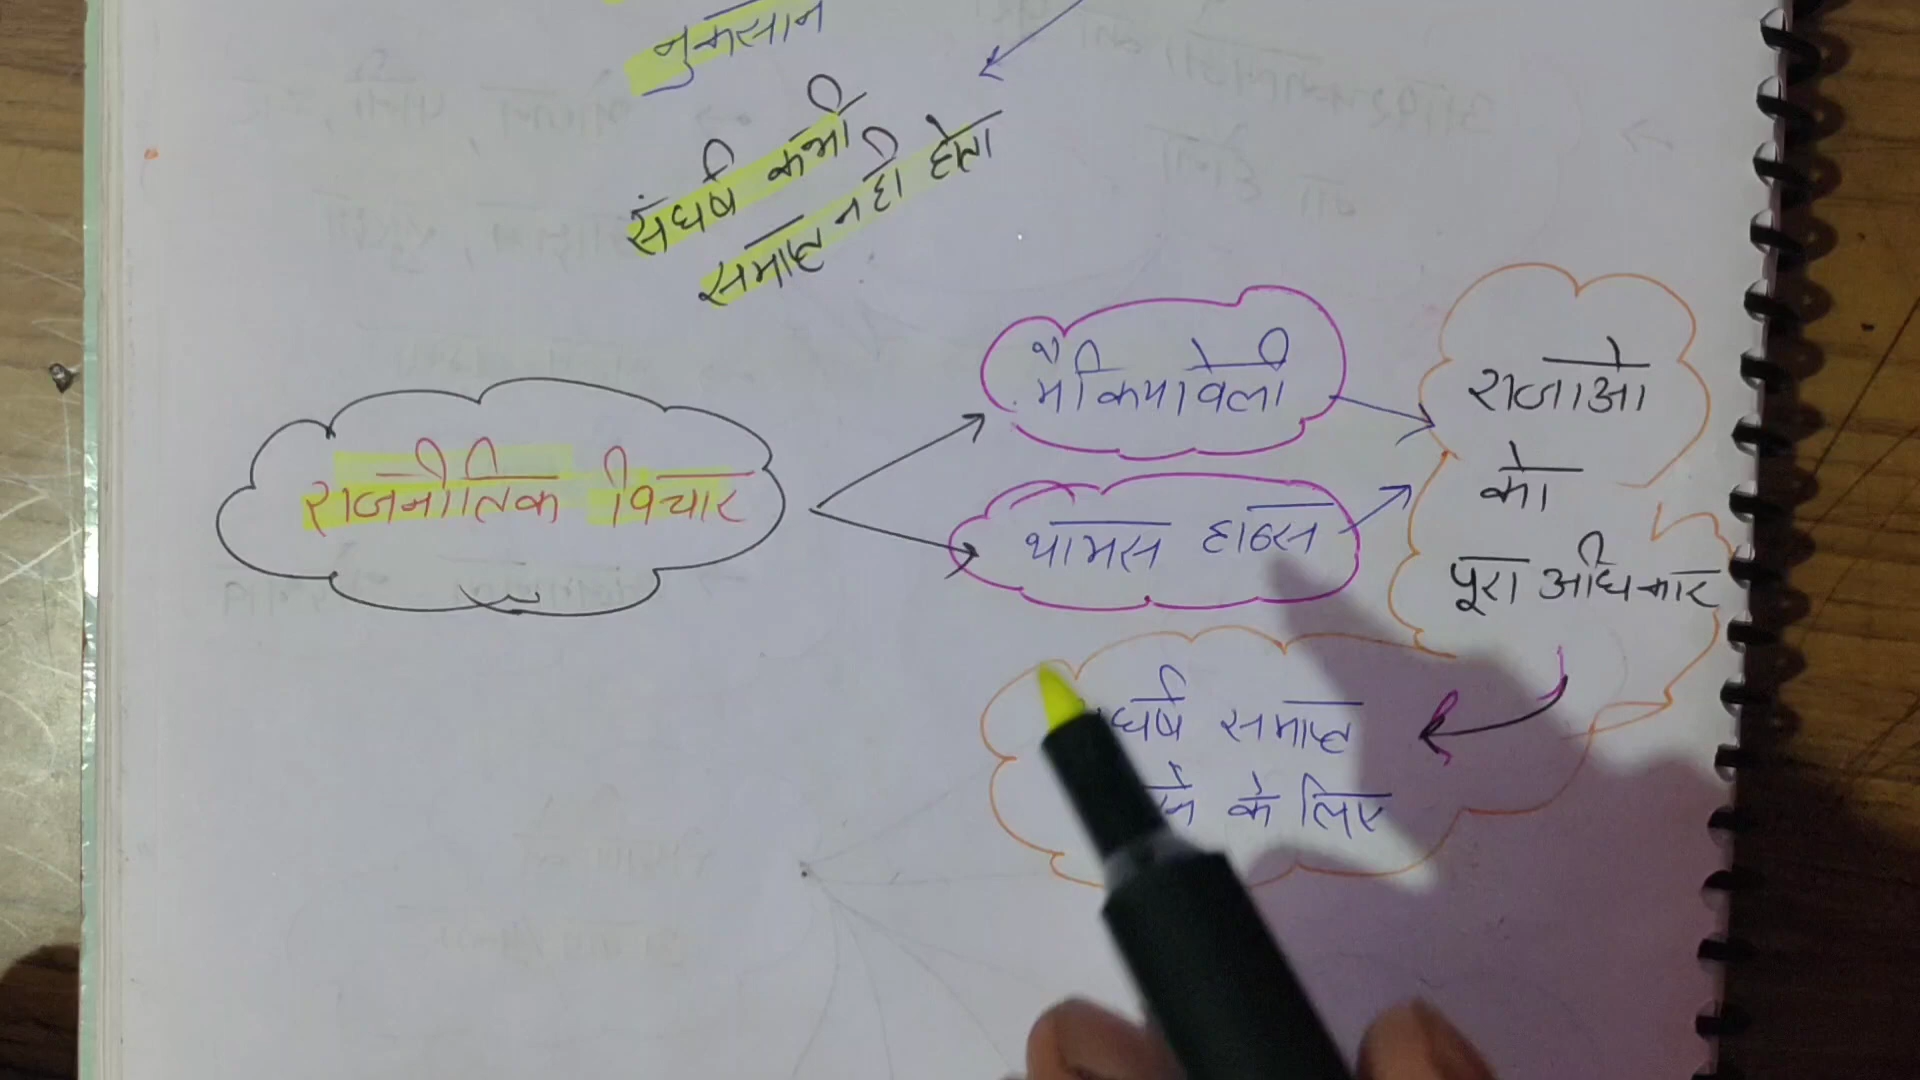 नुकसान
संघर्ष कभी
समाप्त नही होता
राजनीतिक विचार
मैकियावेली
थामस हाब्स
राजाओ
को
पूरा अधिकार
समाप्त
के लिए